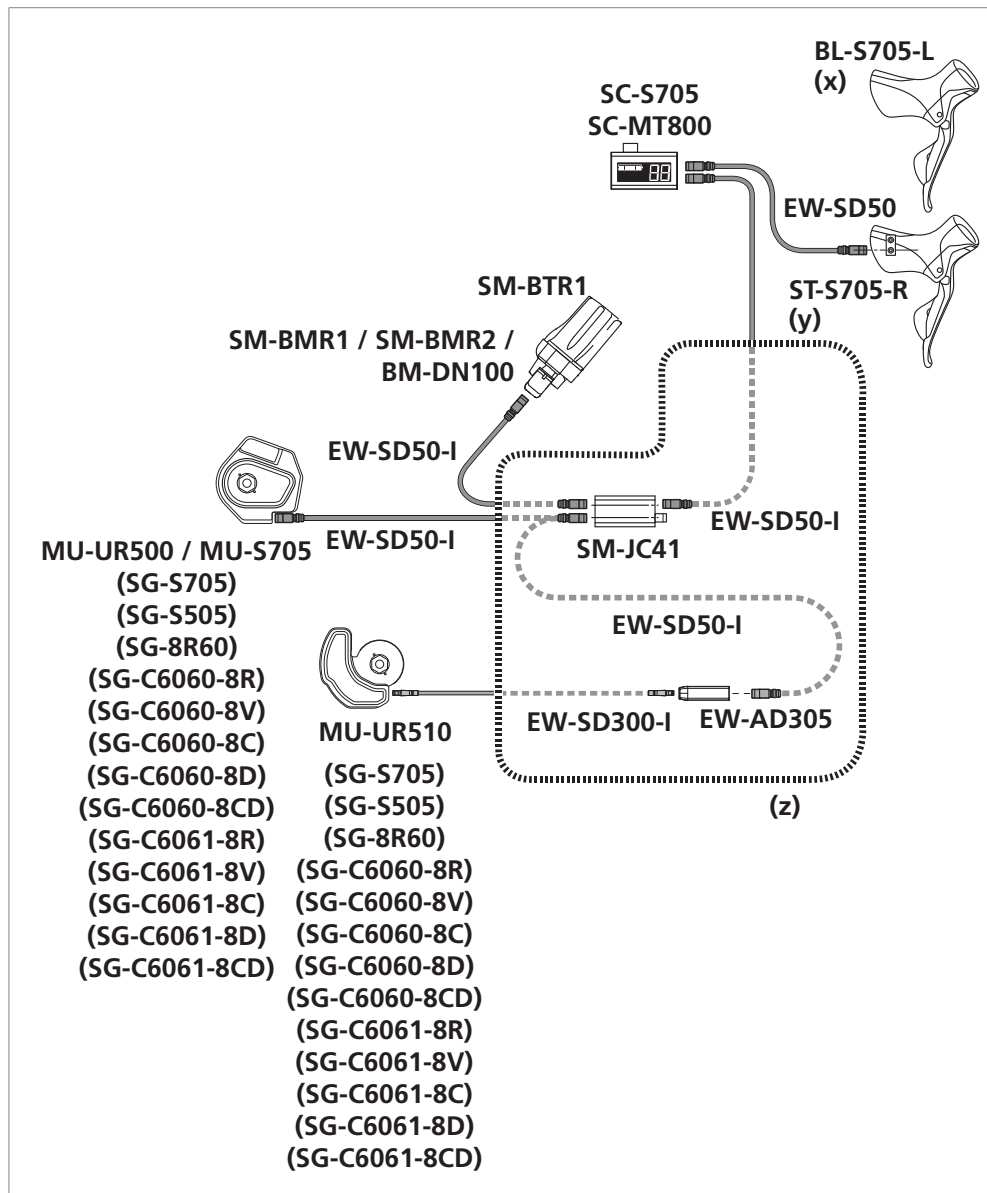 BL-S705-L
(x)
SC-S705
SC-MT800
EW-SD50
ST-S705-R
(y)
SM-BTR1
SM-BMR1 / SM-BMR2 /
BM-DN100
EW-SD50-I
EW-SD50-I
MU-UR500 / MU-S705
(SG-S705)
(SG-S505)
(SG-8R60)
(SG-C6060-8R)
(SG-C6060-8V)
(SG-C6060-8C)
(SG-C6060-8D)
(SG-C6060-8CD)
(SG-C6061-8R)
(SG-C6061-8V)
(SG-C6061-8C)
(SG-C6061-8D)
(SG-C6061-8CD)
EW-SD50-I
SM-JC41
EW-SD50-I
EW-SD300-I
EW-AD305
(z)
MU-UR510
(SG-S705)
(SG-S505)
(SG-8R60)
(SG-C6060-8R)
(SG-C6060-8V)
(SG-C6060-8C)
(SG-C6060-8D)
(SG-C6060-8CD)
(SG-C6061-8R)
(SG-C6061-8V)
(SG-C6061-8C)
(SG-C6061-8D)
(SG-C6061-8CD)